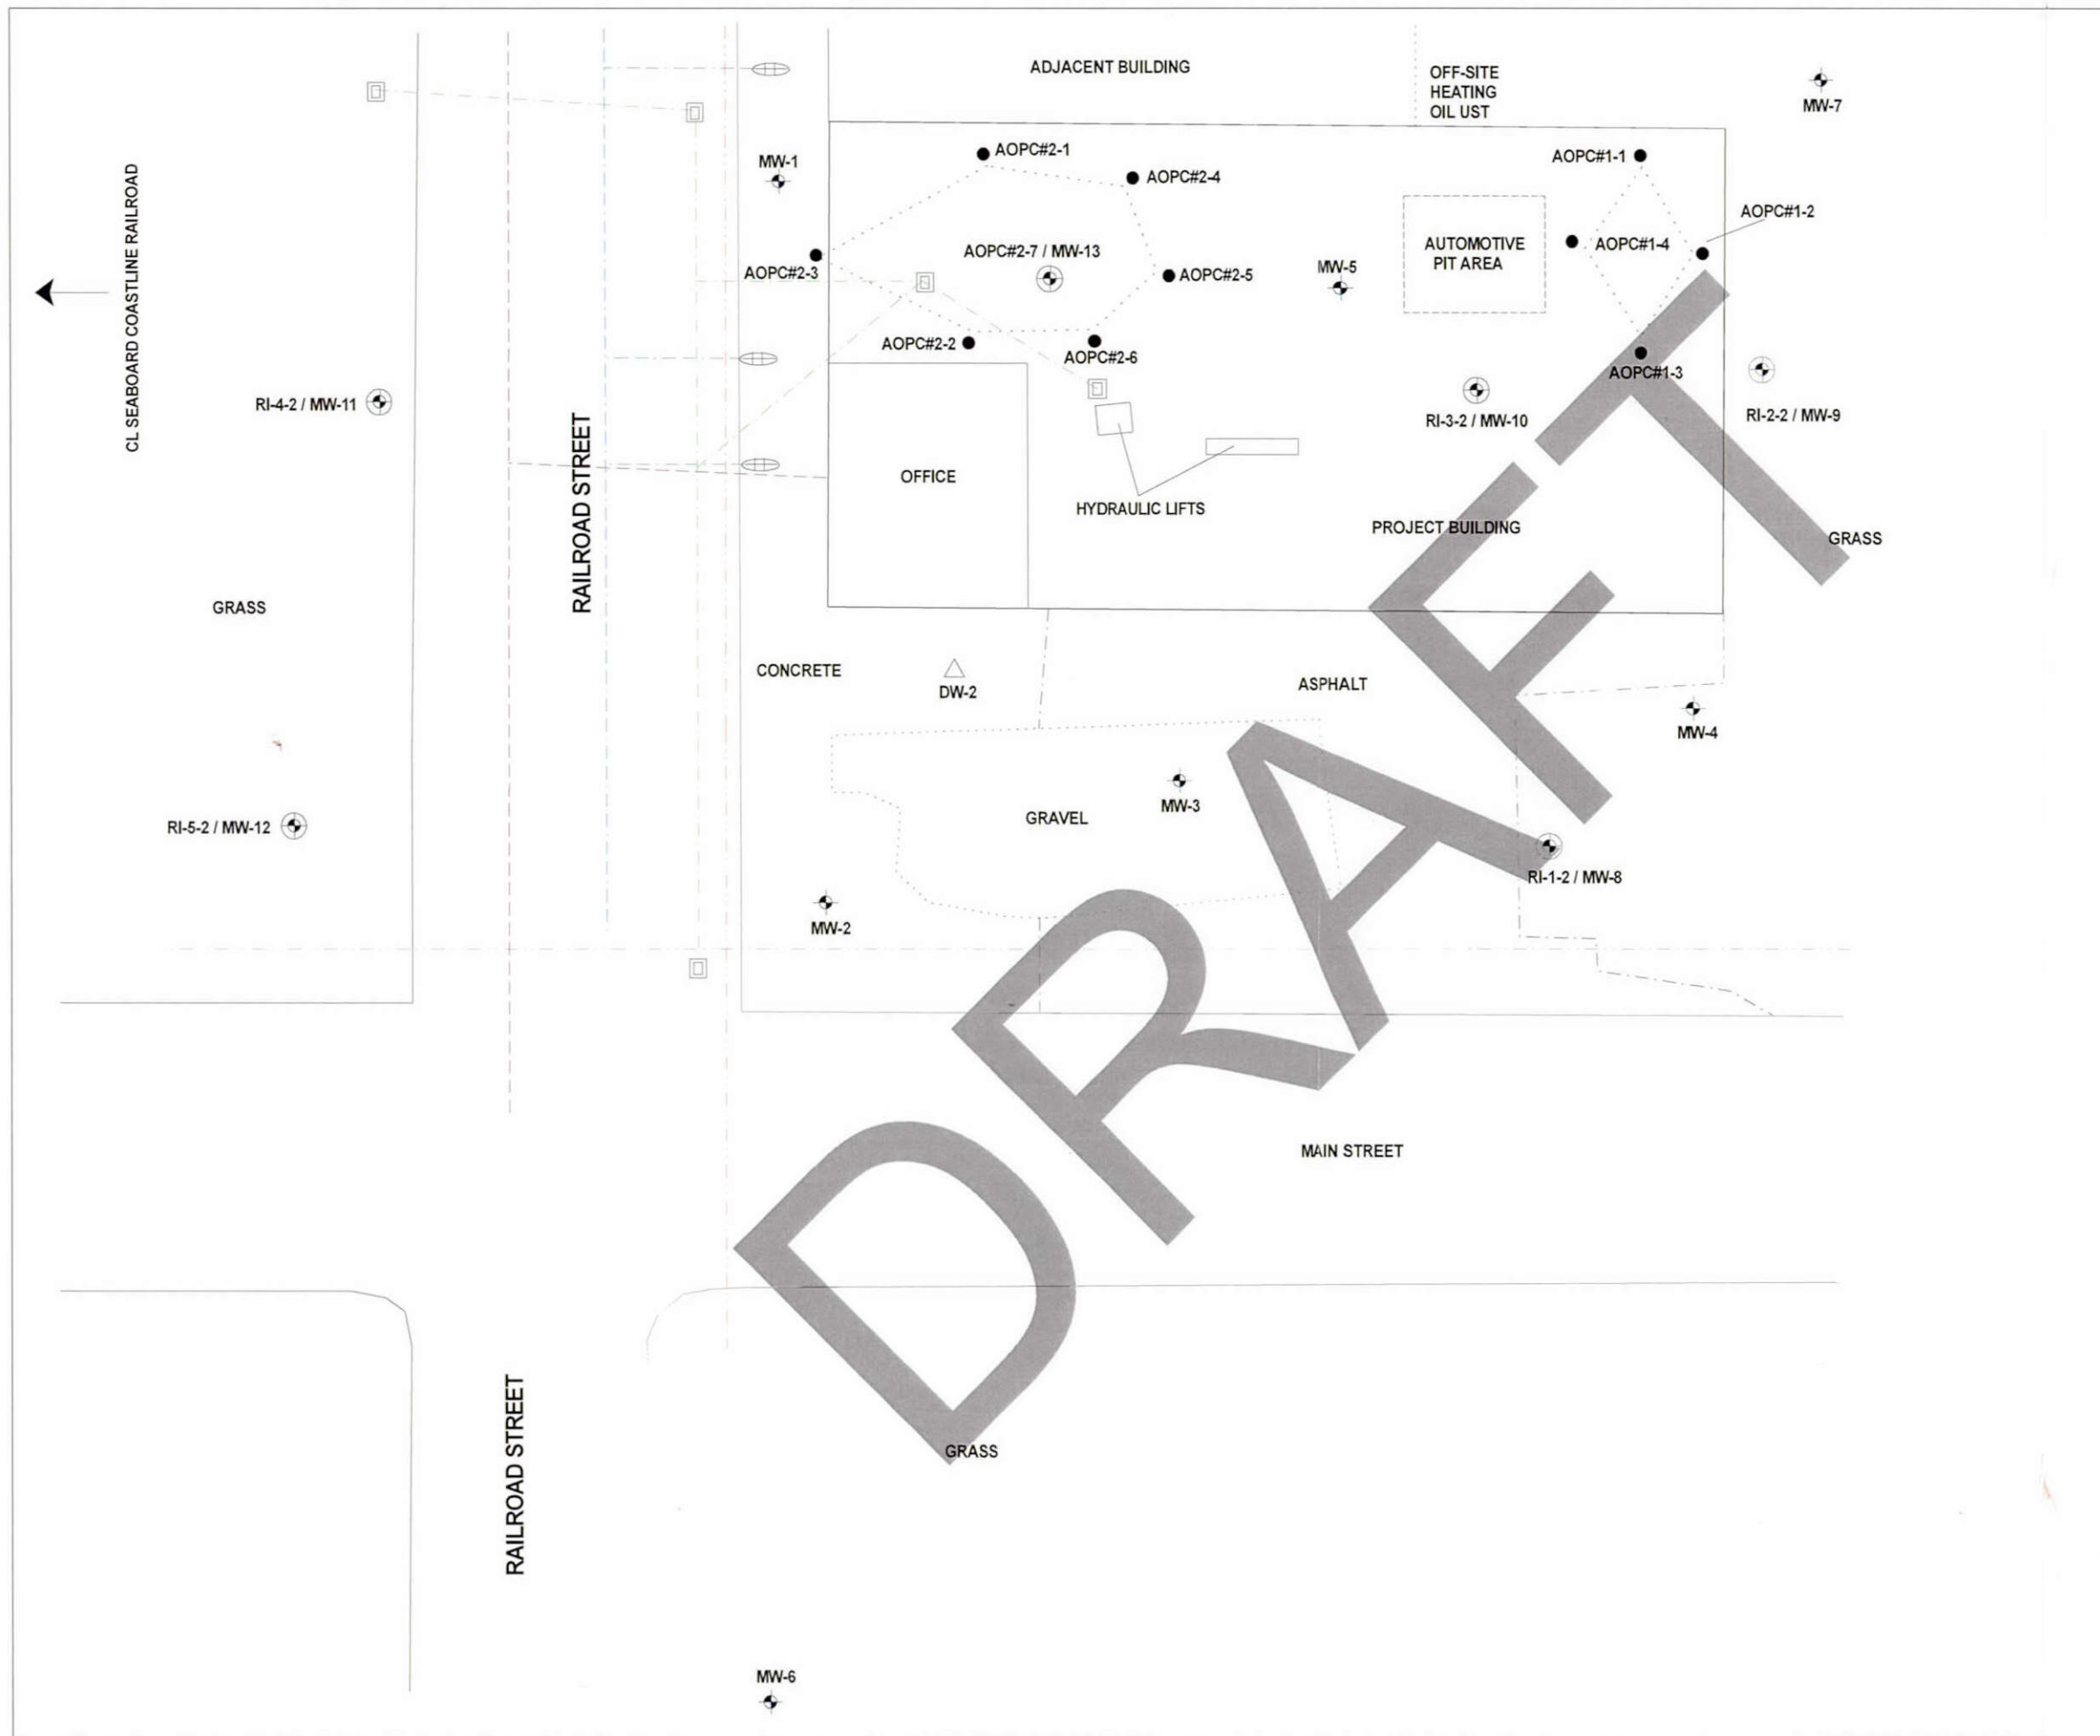 ADJACENT BUILDING
OFF-SITE
HEATING
OIL UST
MW-7
CL SEABOARD COASTLINE RAILROAD
MW-1
AOPC#2-1
AOPC#2-4
AOPC#1-1
AOPC#1-2
AOPC#2-3
AOPC#2-7 / MW-13
AOPC#2-5
MW-5
AUTOMOTIVE
PIT AREA
AOPC#1-4
AOPC#2-2
AOPC#2-6
AOPC#1-3
RI-4-2 / MW-11
RI-3-2 / MW-10
RI-2-2 / MW-9
RAILROAD STREET
OFFICE
HYDRAULIC LIFTS
PROJECT BUILDING
GRASS
GRASS
CONCRETE
DW-2
ASPHALT
MW-4
RI-5-2 / MW-12
GRAVEL
MW-3
RI-1-2 / MW-8
MW-2
DRAFT
MAIN STREET
GRASS
RAILROAD STREET
MW-6